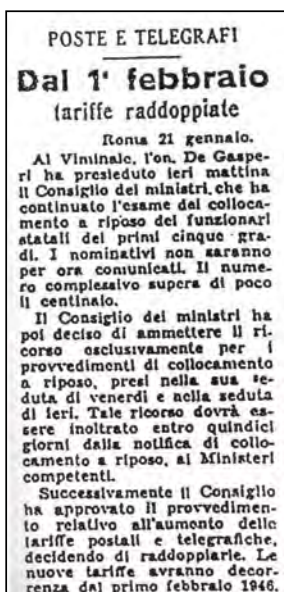 POSTE E TELEGRAFI
Dal 1° febbraio
tariffe raddoppiate
Roma 21 gennaio.
Al Viminale, l'on. De Gaspe-
ri ha presieduto ieri mattina
il Consiglio dei ministri, che ha
continuato l'esame del colloca-
mento a riposo dei funzionari
statali dei primi cinque gra-
di. I nominativi non saranno
per ora comunicati. Il nume-
ro complessivo supera di poco
il centinaio.
Il Consiglio dei ministri ha
poi deciso di ammettere il ri-
corso esclusivamente per i
provvedimenti di collocamento
a riposo, presi nella sua se-
duta di venerdì e nella seduta
di ieri. Tale ricorso dovrà es-
sere inoltrato entro quindici
giorni dalla notifica di collo-
camento a riposo, ai Ministeri
competenti.
Successivamente il Consiglio
ha approvato il provvedimen-
to relativo all'aumento delle
tariffe postali e telegrafiche,
decidendo di raddoppiarle. Le
nuove tariffe avranno decor-
renza dal primo febbraio 1946.